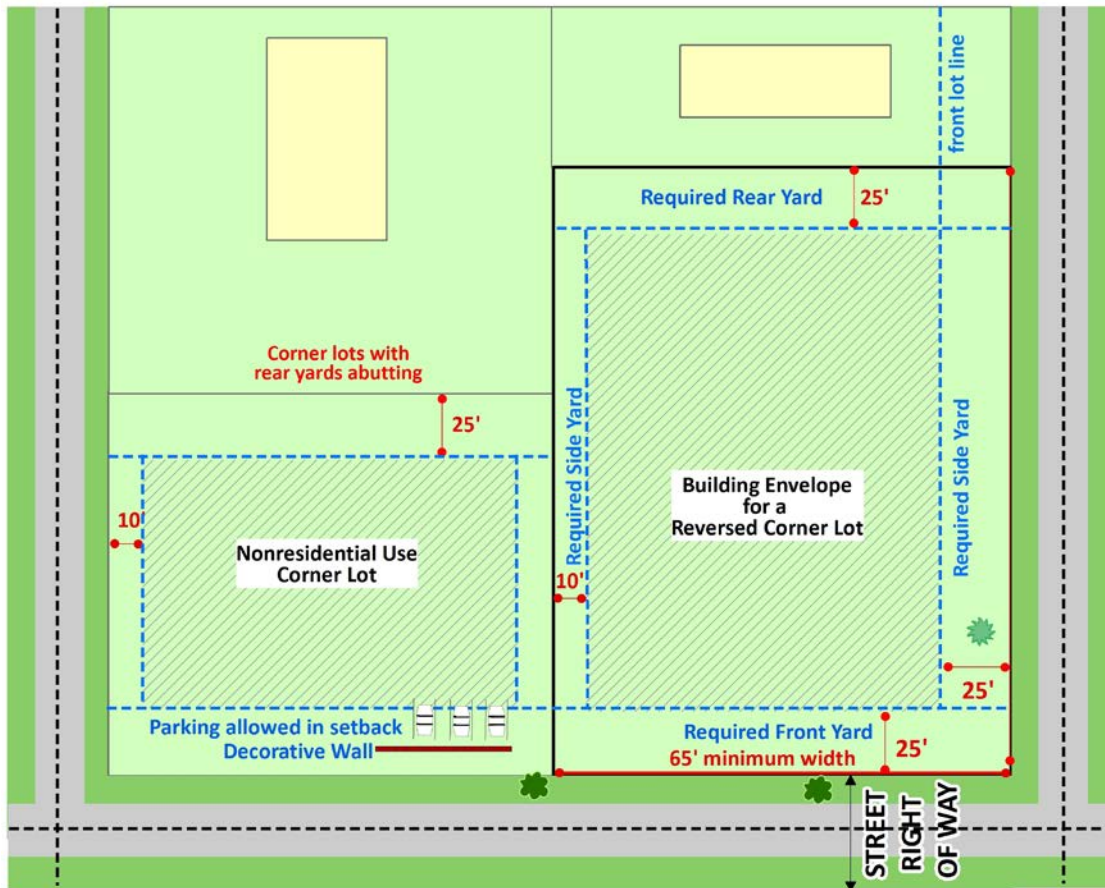 front lot line
Required Rear Yard
25'
Corner lots with
rear yards abutting
25'
Required Side Yard
Building Envelope
for a
Reversed Corner Lot
Required Side Yard
10'
Nonresidential Use
Corner Lot
10'
25'
Parking allowed in setback
Decorative Wall
Required Front Yard
65' minimum width
25'
STREET
RIGHT
OF WAY